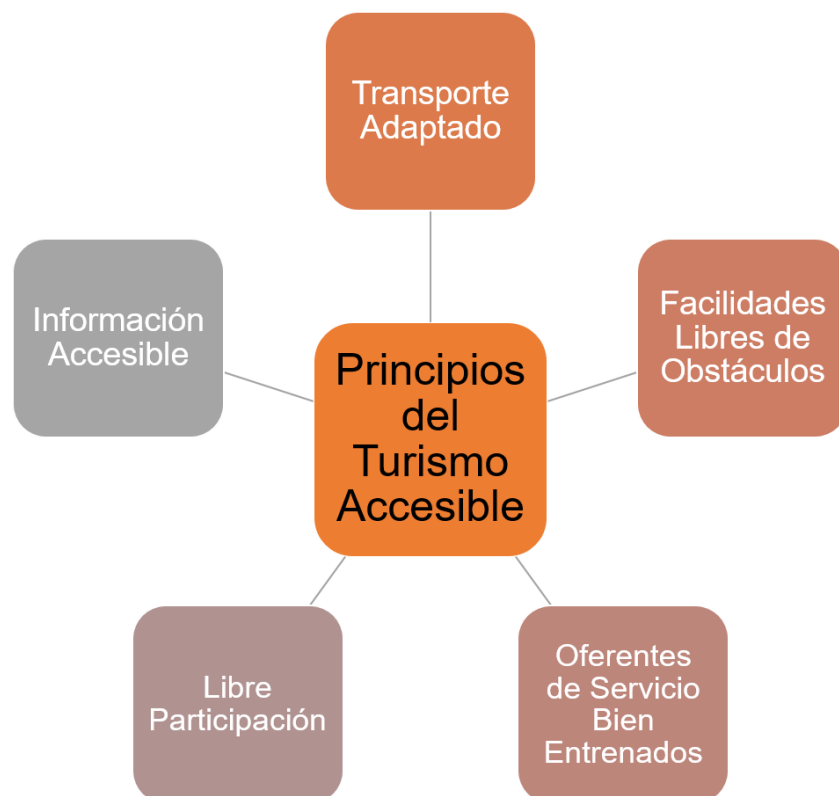 Transporte
Adaptado
Información
Accesible
Facilidades
Libres de
Obstáculos
Principios
del
Turismo
Accesible
Libre
Participación
Oferentes
de Servicio
Bien
Entrenados